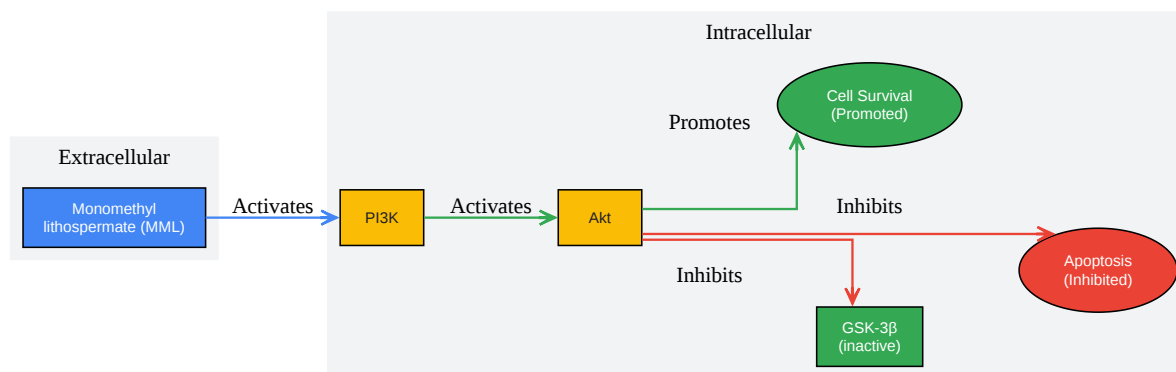 Intracellular
Cell Survival
(Promoted)
Promotes
Extracellular
Monomethyl
lithospermate (MML)
Activates
PI3K
Activates
Akt
Inhibits
Apoptosis
(Inhibited)
Inhibits
GSK-3β
(inactive)